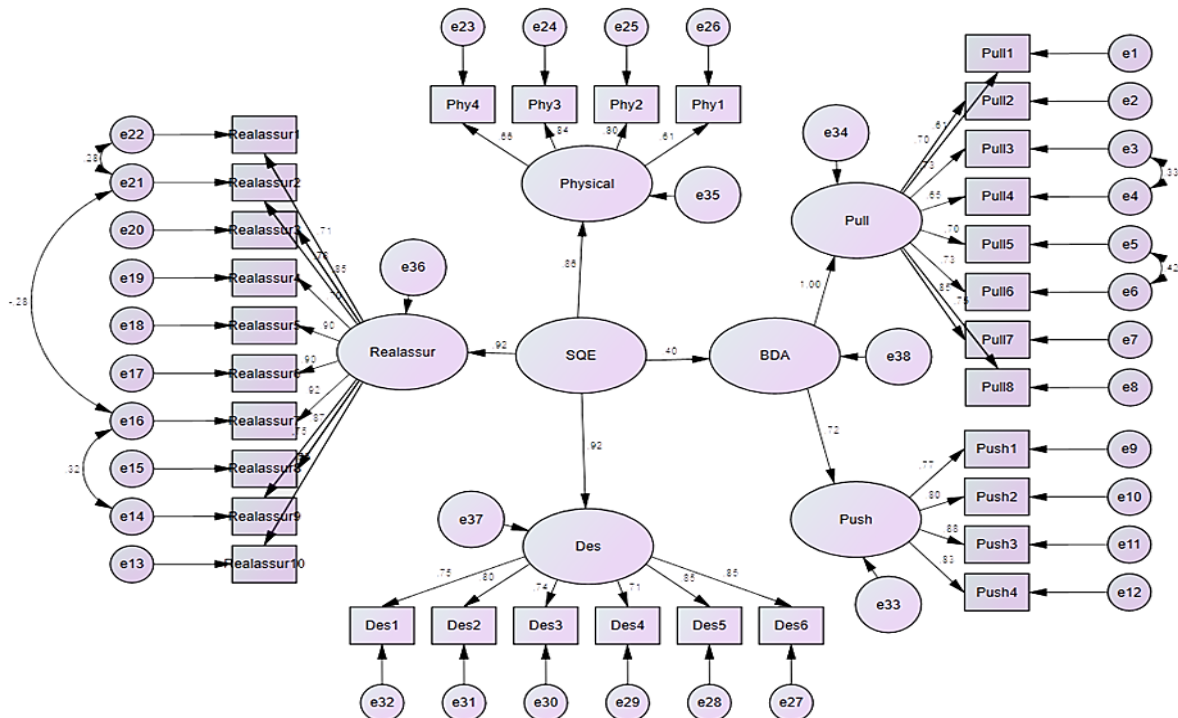 e23 e24 e25 e26
Phy4 Phy3 Phy2 Phy1
.66 .84 .80 .61
Physical
e35
.86
e34
Pull
Pull1 e1
Pull2 e2
Pull3 e3
Pull4 e4
Pull5 e5
Pull6 e6
Pull7 e7
Pull8 e8
.61
.70
.73
.65
.70
.73
.85
.33
.42
1.00
e22 Realassur1
e21 Realassur2
e20 Realassur3
e19 Realassur4
e18 Realassur5
e17 Realassur6
e16 Realassur7
e15 Realassur8
e14 Realassur9
e13 Realassur10
.28
-.28
.32
.71
.85
.90
.90
.92
.87
.75
e36
Realassur
.92
SQE
.40
BDA
e38
.72
Push
e33
.77
.80
.88
.83
Push1 e9
Push2 e10
Push3 e11
Push4 e12
.92
e37
Des
.75 .80 .74 .71 .85 .85
Des1 Des2 Des3 Des4 Des5 Des6
e32 e31 e30 e29 e28 e27